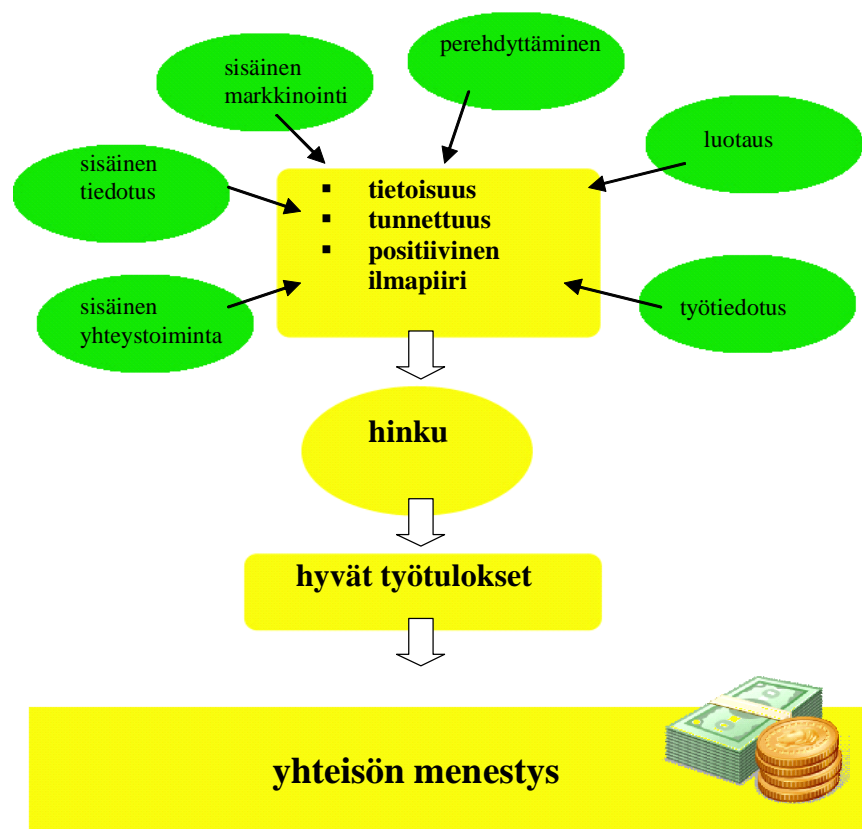 perehdyttäminen
sisäinen
markkinointi
luotaus
sisäinen
tiedotus
▪ tietoisuus
▪ tunnettuus
▪ positiivinen
ilmapiiri
sisäinen
yhteystoiminta
työtiedotus
hinku
hyvät työtulokset
yhteisön menestys